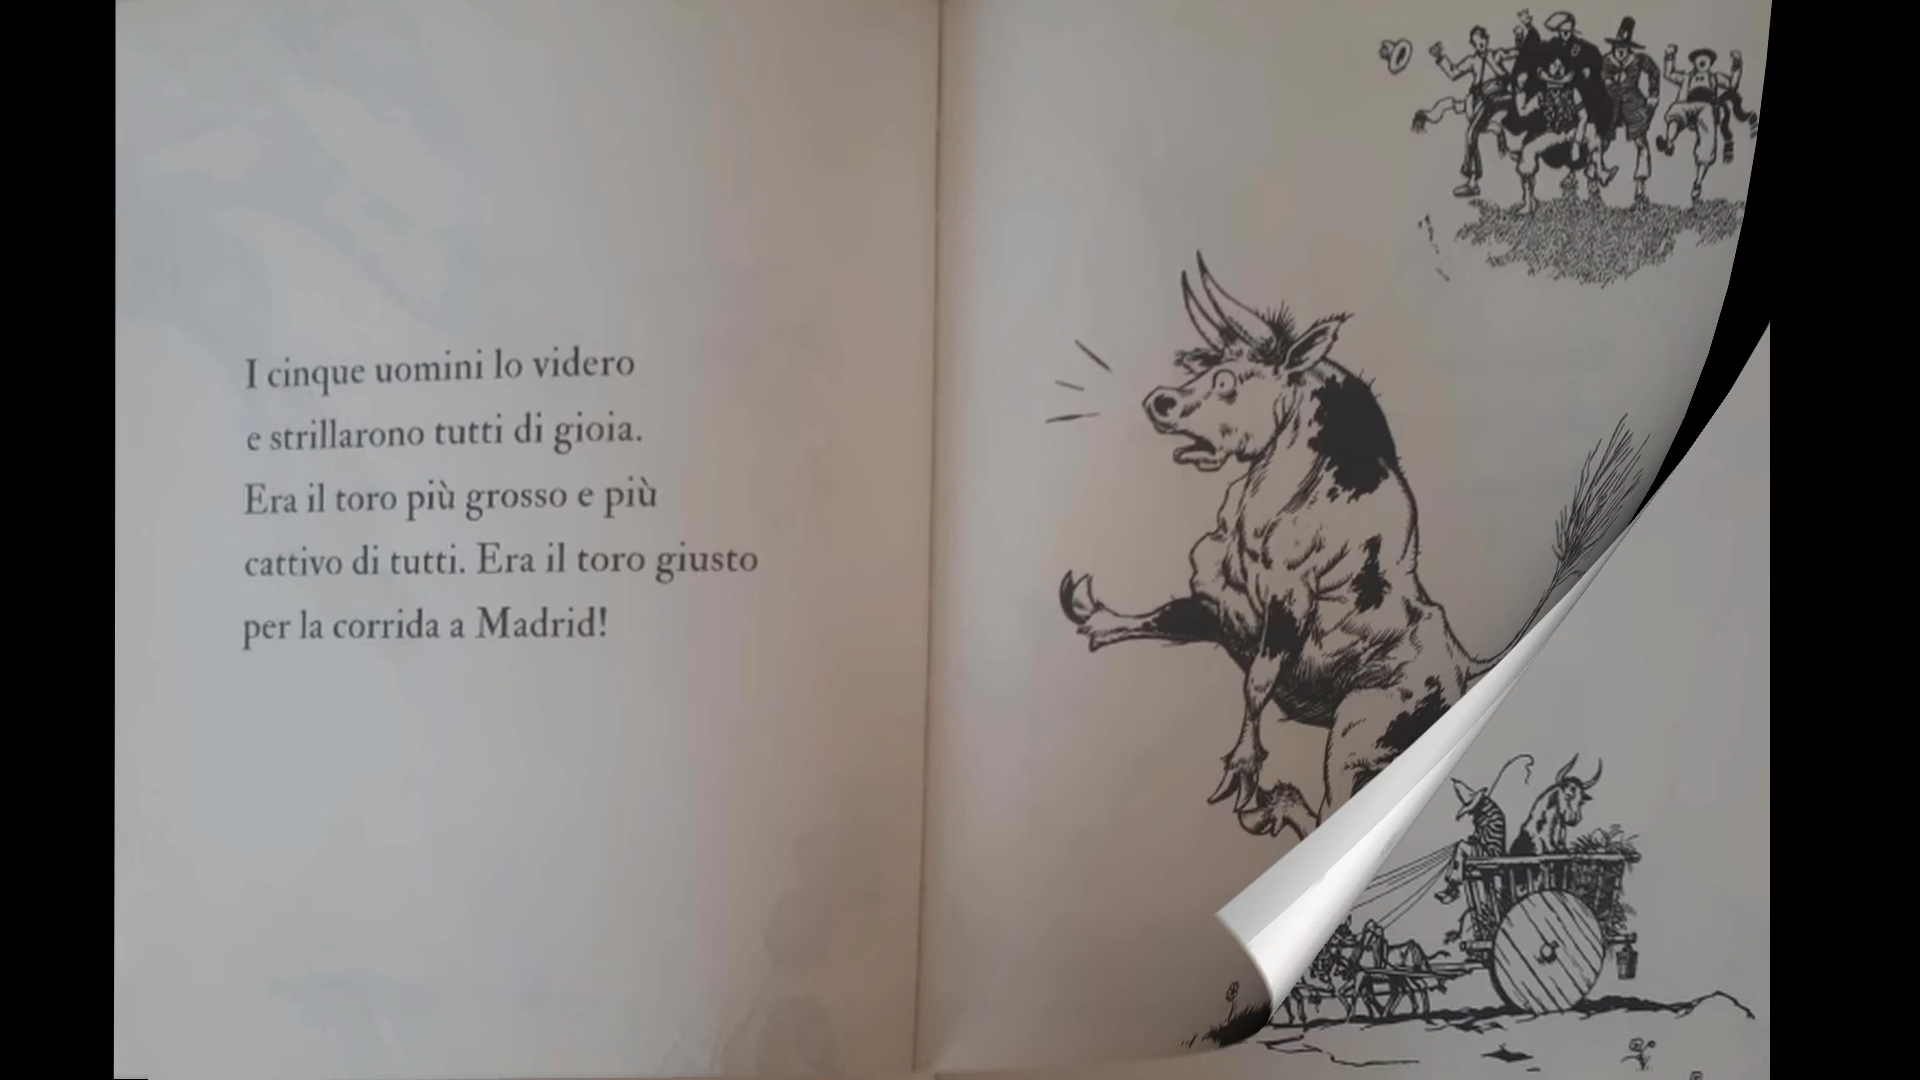 I cinque uomini lo videro
e strillarono tutti di gioia.
Era il toro più grosso e più
cattivo di tutti. Era il toro giusto
per la corrida a Madrid!